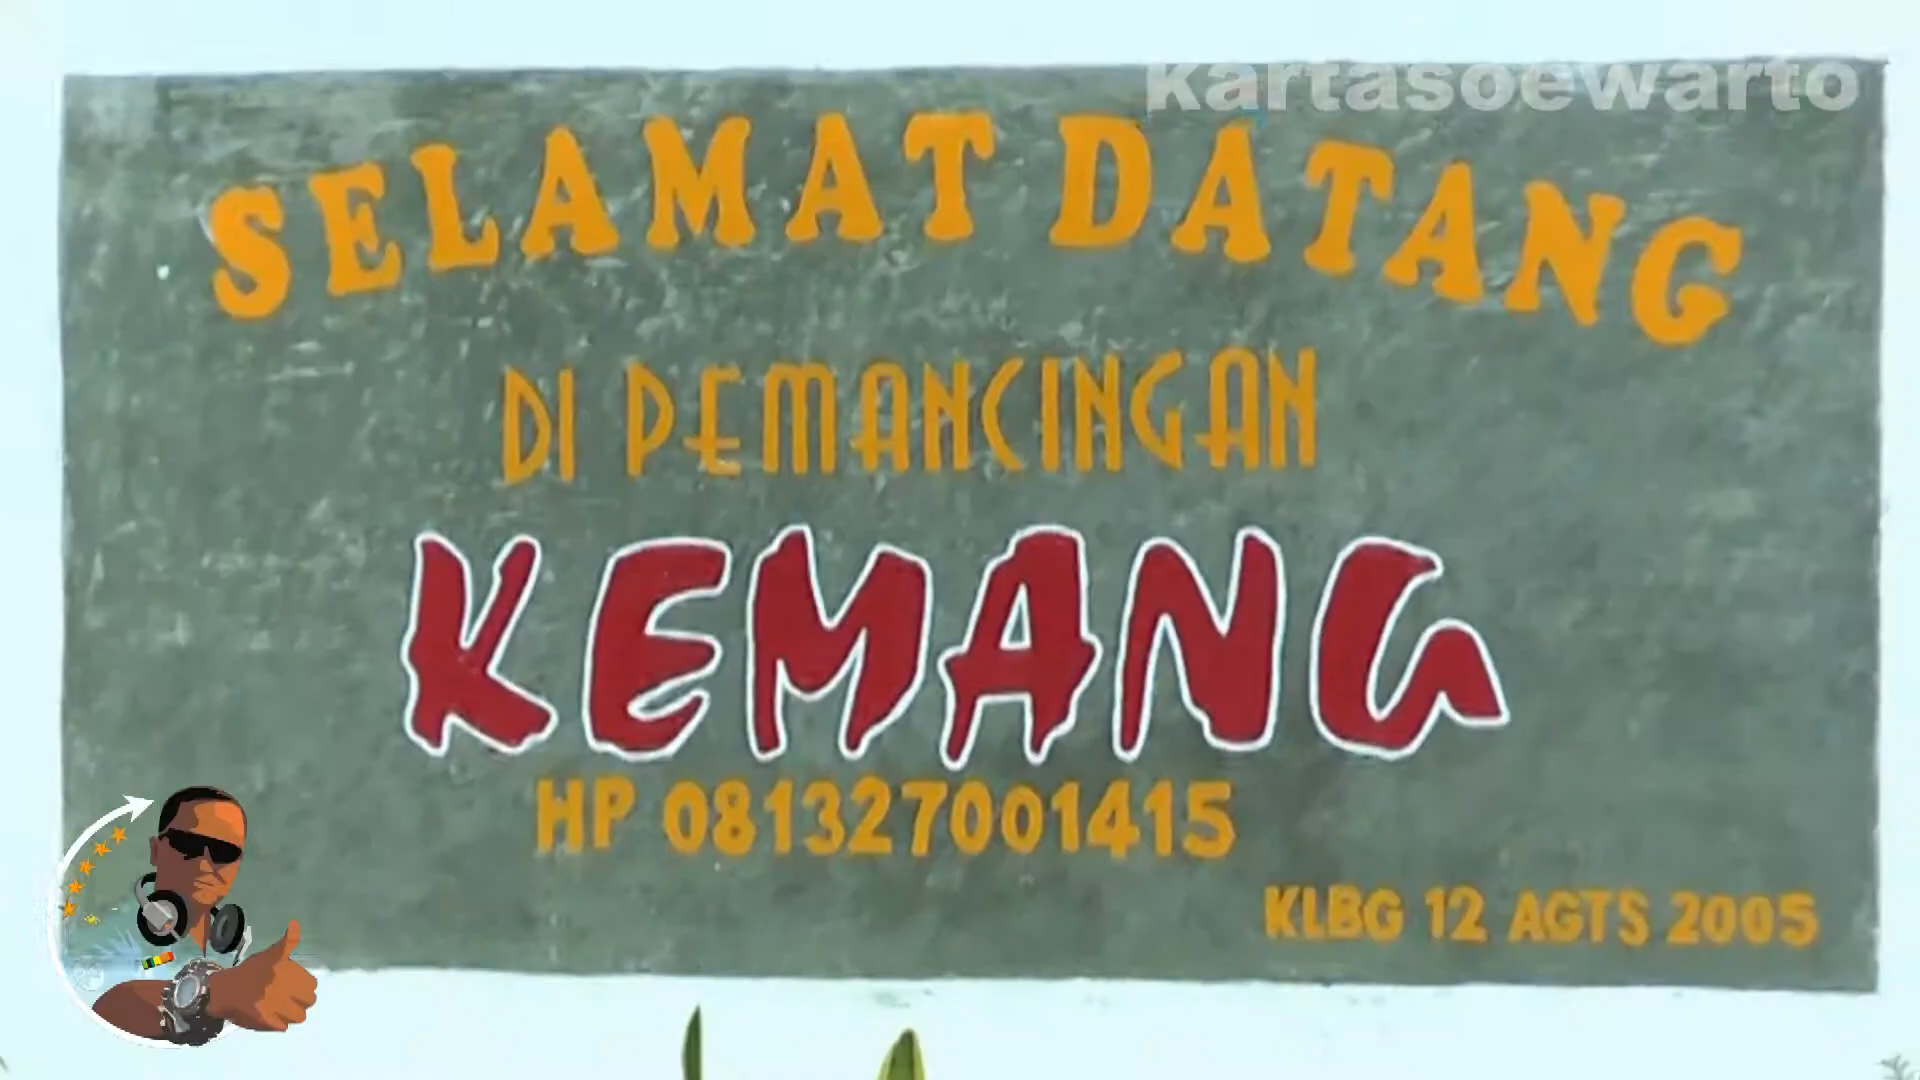 kartasoewarto
SELAMAT DATANG
DI PEMANCINGAN
KEMANG
HP 081327001415
KLBG 12 AGTS 2005